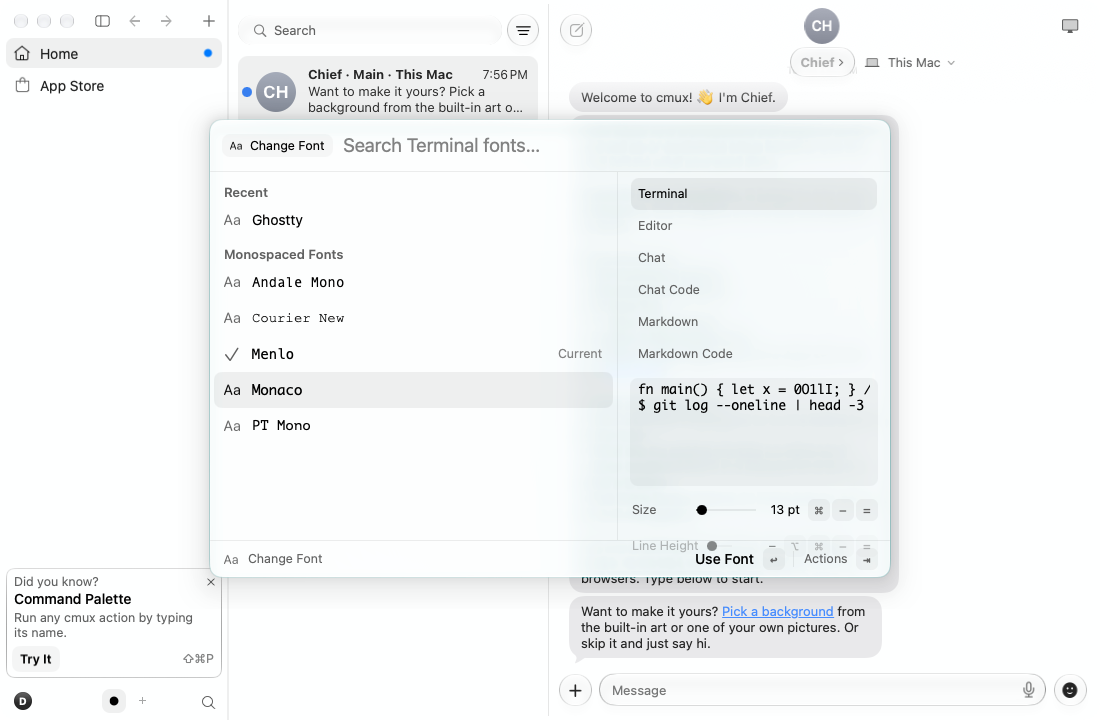 Home
App Store
Search
Chief · Main · This Mac 7:56 PM
CH
Want to make it yours? Pick a
background from the built-in art o…
CH
Chief ›
This Mac
Welcome to cmux! 👋 I'm Chief.
Aa Change Font
Search Terminal fonts...
Recent
Aa Ghostty
Monospaced Fonts
Aa Andale Mono
Aa Courier New
Menlo Current
Aa Monaco
Aa PT Mono
Terminal
Editor
Chat
Chat Code
Markdown
Markdown Code
fn main() { let x = 0O1lI; } /
$ git log --oneline | head -3
Size 13 pt ⌘ − =
Line Height – ⌥ ⌘ − =
Aa Change Font
Use Font ↩ Actions ⇥
browsers. Type below to start.
Want to make it yours? Pick a background from
the built-in art or one of your own pictures. Or
skip it and just say hi.
Message
Did you know?
Command Palette
Run any cmux action by typing
its name.
Try It ⇧⌘P
D